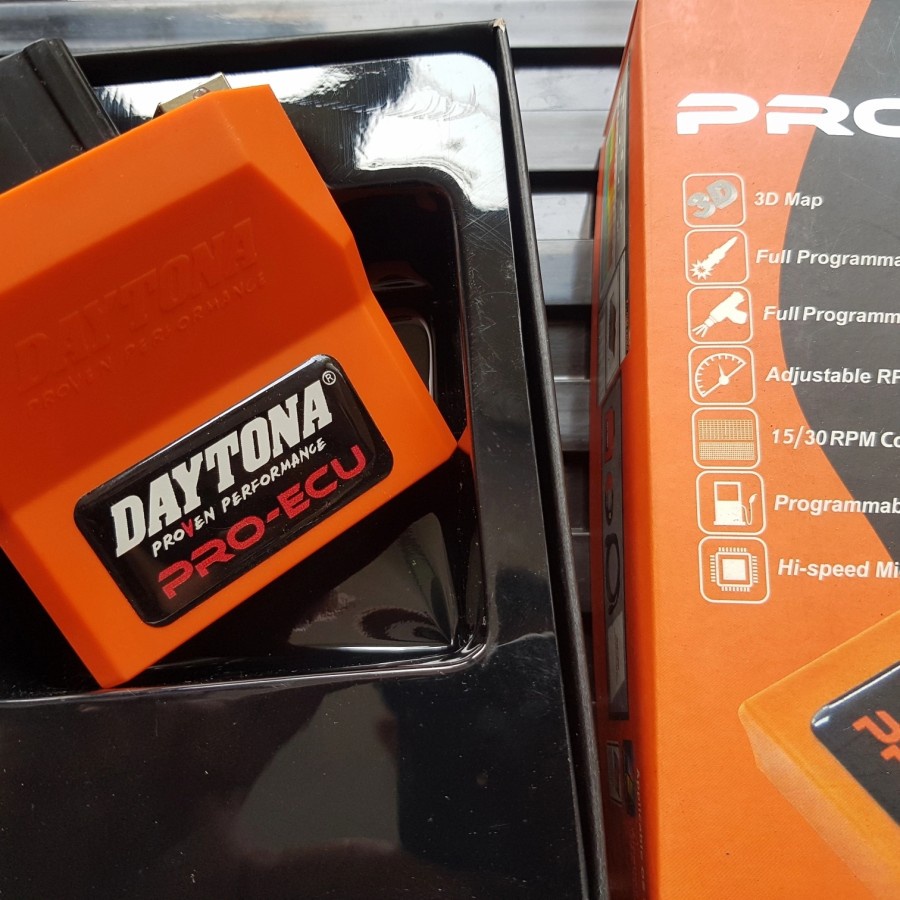 DAYTONA
PROVEN PERFORMANCE
DAYTONA®
PROVEN PERFORMANCE
PRO-ECU
PRO
3D
3D Map
Full Programma
Full Programm
Adjustable RP
15/30 RPM Co
Programmab
Hi-speed Mi